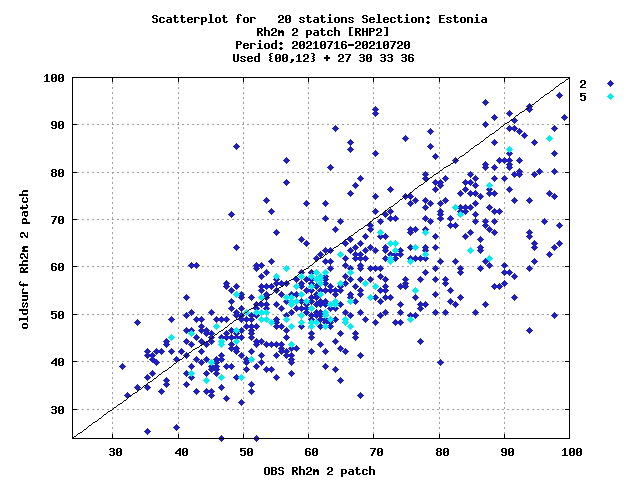 Scatterplot for 20 stations Selection: Estonia
Rh2m 2 patch [RHP2]
Period: 20210716-20210720
Used {00,12} + 27 30 33 36
2
5
100
90
80
70
60
50
40
30
oldsurf Rh2m 2 patch
30 40 50 60 70 80 90 100
OBS Rh2m 2 patch